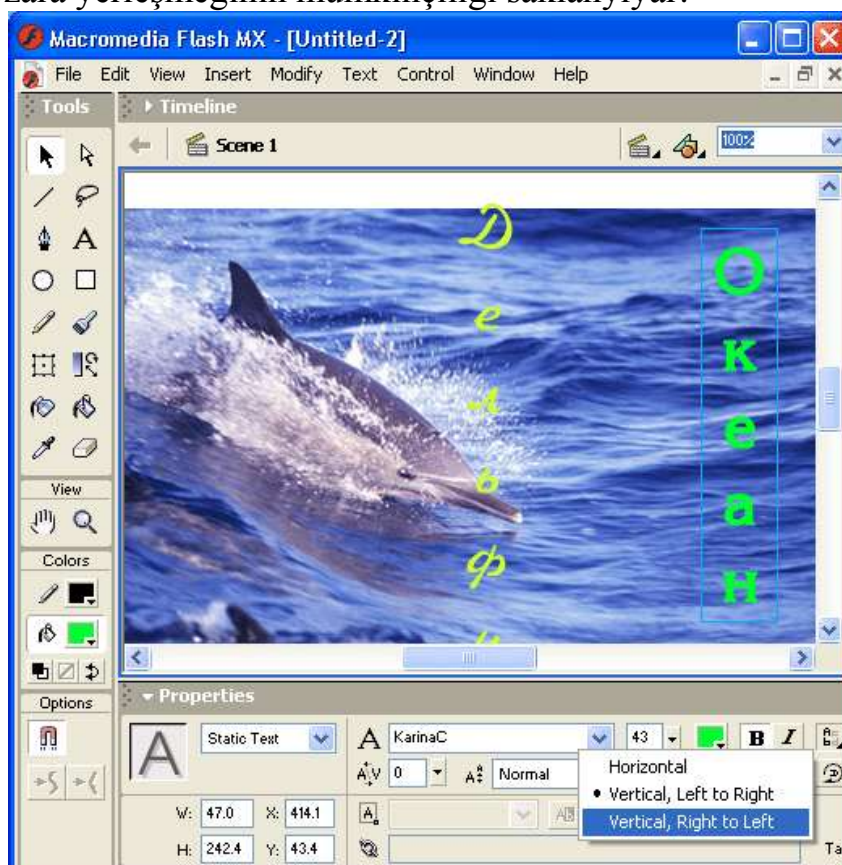 Macromedia Flash MX - [Untitled-2]
File Edit View Insert Modify Text Control Window Help
Tools
Timeline
Scene 1
100%
Д
е
л
ь
ф
О
к
е
а
н
View
Colors
Options
Properties
Static Text
A
KarinaC
43
B I
A V 0
Normal
Horizontal
Vertical, Left to Right
Vertical, Right to Left
W: 47.0 X: 414.1
H: 242.4 Y: 43.4